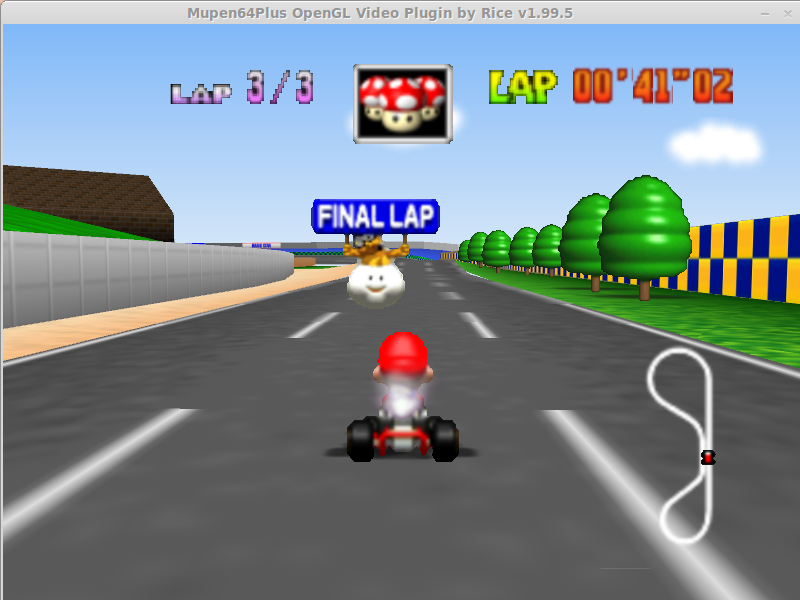 Mupen64Plus OpenGL Video Plugin by Rice v1.99.5
LAP 3/3
LAP 00'41"02
FINAL LAP